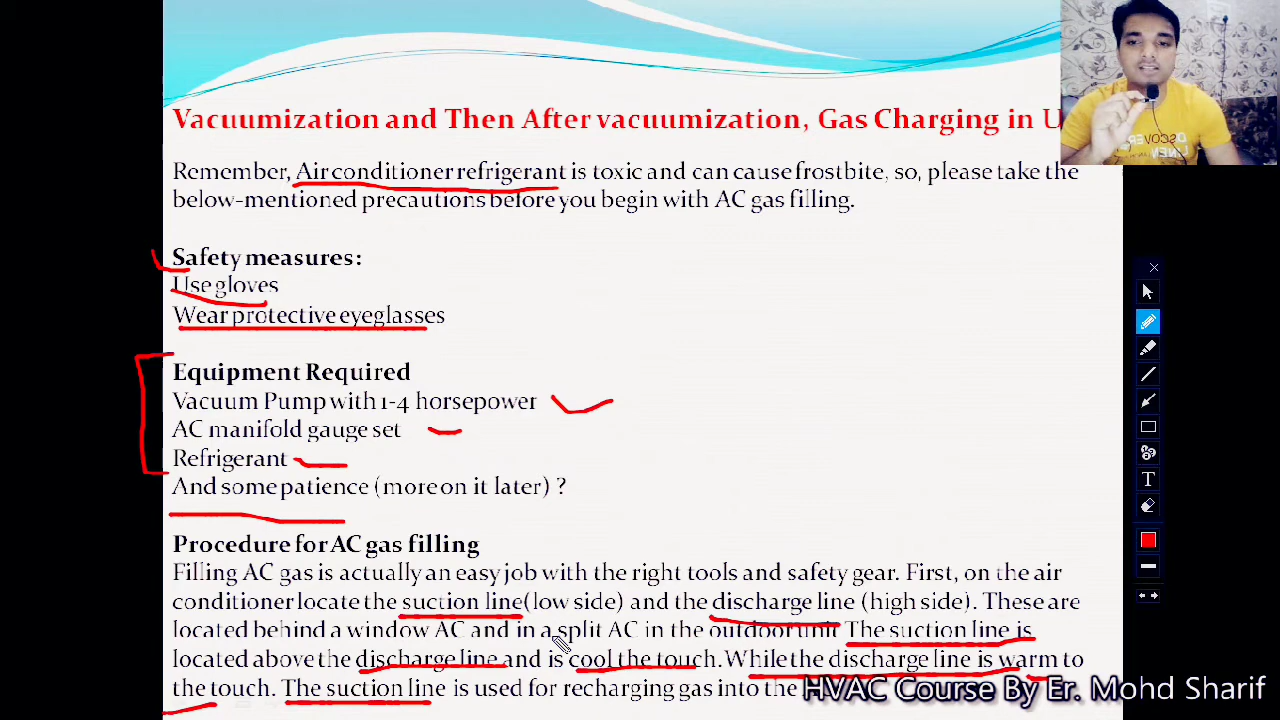 Vacuumization and Then After vacuumization, Gas Charging in U
Remember, Air conditioner refrigerant is toxic and can cause frostbite, so, please take the
below-mentioned precautions before you begin with AC gas filling.
Safety measures:
Use gloves
Wear protective eyeglasses
Equipment Required
Vacuum Pump with 1-4 horsepower
AC manifold gauge set
Refrigerant
And some patience (more on it later) ?
Procedure for AC gas filling
Filling AC gas is actually an easy job with the right tools and safety gear. First, on the air
conditioner locate the suction line(low side) and the discharge line (high side). These are
located behind a window AC and in a split AC in the outdoor unit The suction line is
located above the discharge line and is cool the touch. While the discharge line is warm to
the touch. The suction line is used for recharging gas into the
HVAC Course By Er. Mohd Sharif
T